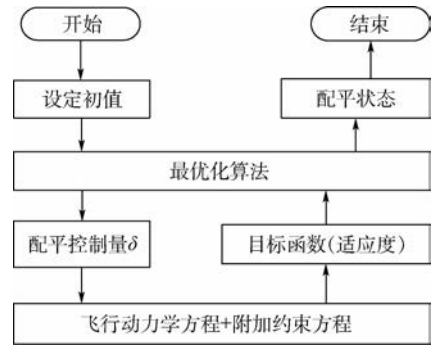 开始
结束
设定初值
配平状态
最优化算法
配平控制量δ
目标函数(适应度)
飞行动力学方程+附加约束方程